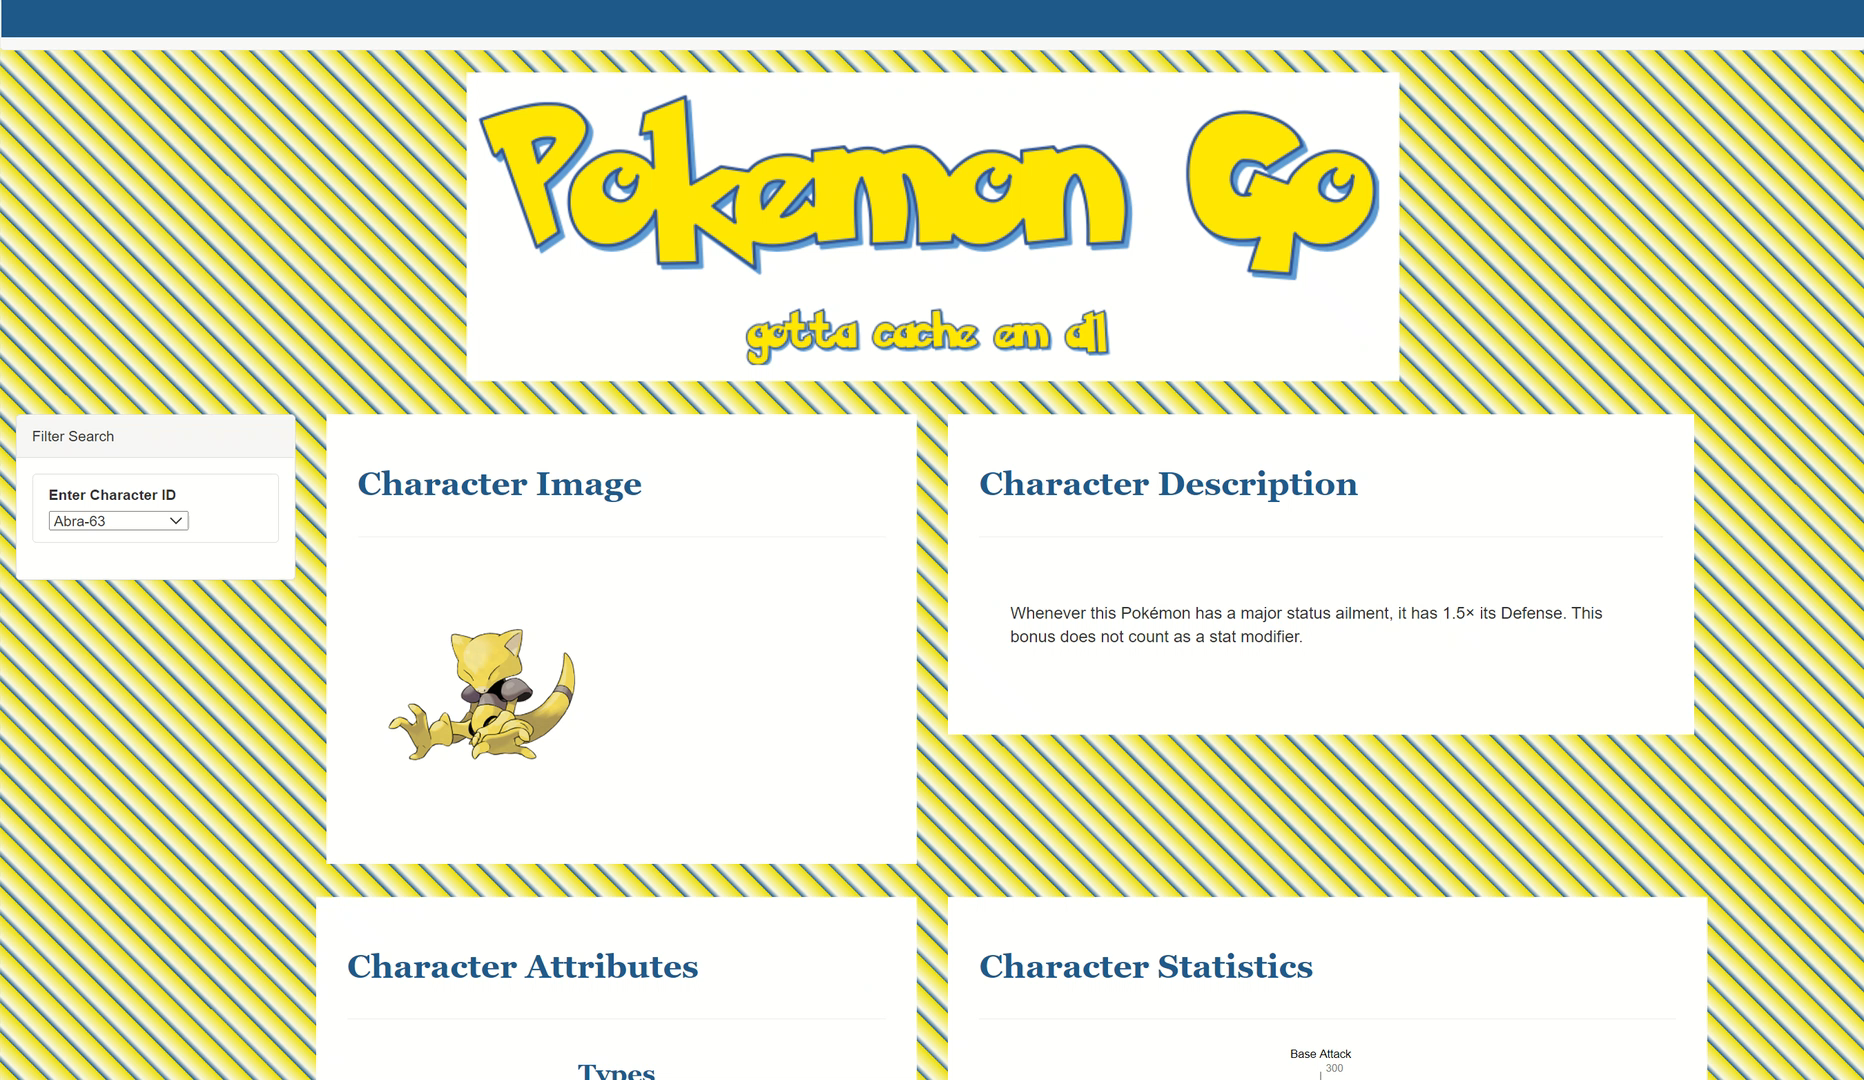 Pokemon Go
gotta cache em all
Filter Search
Enter Character ID
Abra-63
Character Image
Character Description
Whenever this Pokémon has a major status ailment, it has 1.5× its Defense. This
bonus does not count as a stat modifier.
Character Attributes
Character Statistics
Types
Base Attack
300